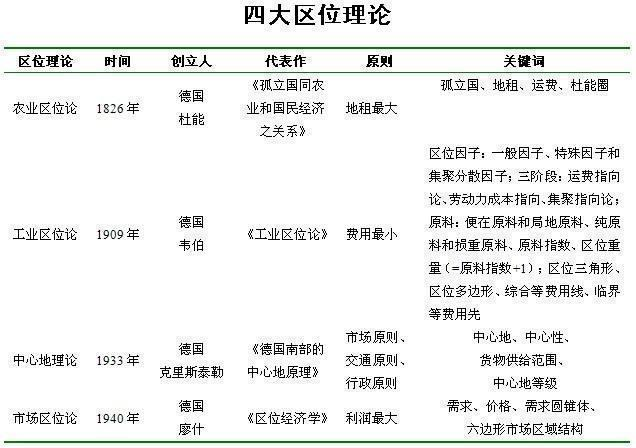 四大区位理论
区位理论 时间 创立人 代表作 原则 关键词
农业区位论 1826 年 德国 杜能 《孤立国同农业和国民经济之关系》 地租最大 孤立国、地租、运费、杜能圈
工业区位论 1909 年 德国 韦伯 《工业区位论》 费用最小 区位因子：一般因子、特殊因子和
集聚分散因子；三阶段：运费指向
论、劳动力成本指向、集聚指向论；
原料：便在原料和局地原料、纯原
料和损重原料、原料指数、区位重
量（=原料指数+1）；区位三角形、
区位多边形、综合等费用线、临界
等费用先
中心地理论 1933 年 德国 克里斯泰勒 《德国南部的中心地原理》 市场原则、交通原则、行政原则 中心地、中心性、
货物供给范围、
中心地等级
市场区位论 1940 年 德国 廖什 《区位经济学》 利润最大 需求、价格、需求圆锥体、
六边形市场区域结构